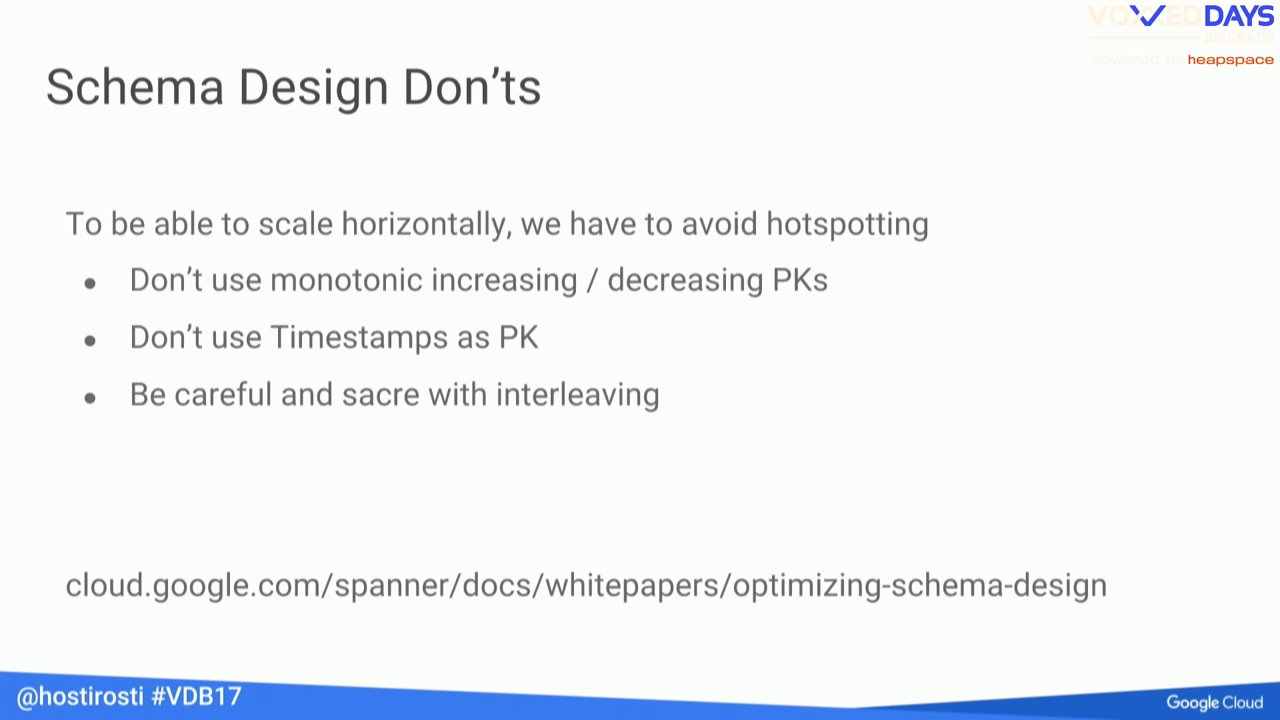 VOXXED DAYS
BELGRADE
Powered by heapspace
Schema Design Don’ts
To be able to scale horizontally, we have to avoid hotspotting
● Don’t use monotonic increasing / decreasing PKs
● Don’t use Timestamps as PK
● Be careful and sacre with interleaving
cloud.google.com/spanner/docs/whitepapers/optimizing-schema-design
@hostirosti #VDB17
Google Cloud